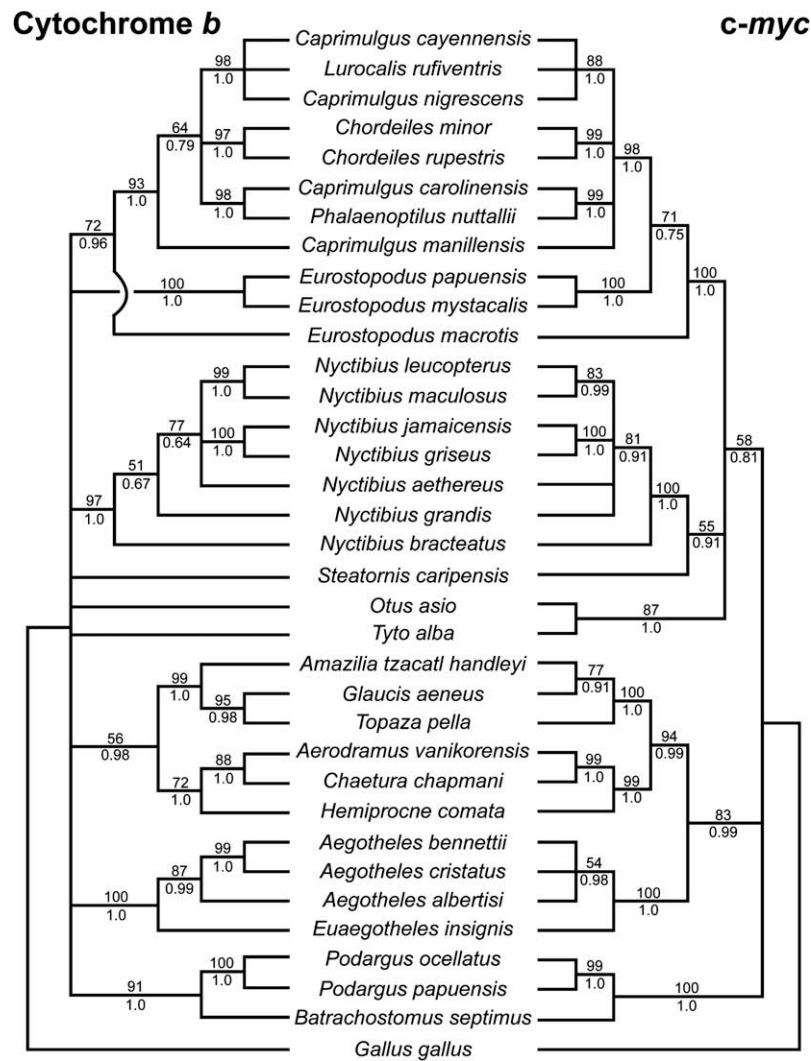 Cytochrome b
c-myc
Caprimulgus cayennensis
98
88
Lurocalis rufiventris
1.0
1.0
Caprimulgus nigrescens
64
97
Chordeiles minor
99
0.79
1.0
Chordeiles rupestris
1.0
98
1.0
93
98
Caprimulgus carolinensis
99
1.0
1.0
Phalaenoptilus nuttallii
1.0
72
71
0.96
Caprimulgus manillensis
0.75
100
Eurostopodus papuensis
100
100
1.0
1.0
1.0
Eurostopodus mystacalis
Eurostopodus macrotis
99
Nyctibius leucopterus
83
1.0
Nyctibius maculosus
0.99
77
100
Nyctibius jamaicensis
100
81
58
0.64
1.0
Nyctibius griseus
1.0
0.91
0.81
51
0.67
Nyctibius aethereus
97
100
1.0
Nyctibius grandis
1.0
55
0.91
Nyctibius bracteatus
Steatornis caripensis
Otus asio
87
1.0
Tyto alba
99
Amazilia tzacatl handleyi
77
1.0
0.91
95
Glaucis aeneus
100
0.98
1.0
Topaza pella
56
94
0.98
0.99
88
Aerodramus vanikorensis
99
1.0
1.0
72
Chaetura chapmani
99
1.0
1.0
Hemiprocne comata
83
0.99
99
Aegotheles bennettii
54
1.0
0.98
87
Aegotheles cristatus
0.99
100
Aegotheles albertisi
100
1.0
1.0
Euaegotheles insignis
100
Podargus ocellatus
99
1.0
1.0
91
Podargus papuensis
100
1.0
1.0
Batrachostomus septimus
Gallus gallus